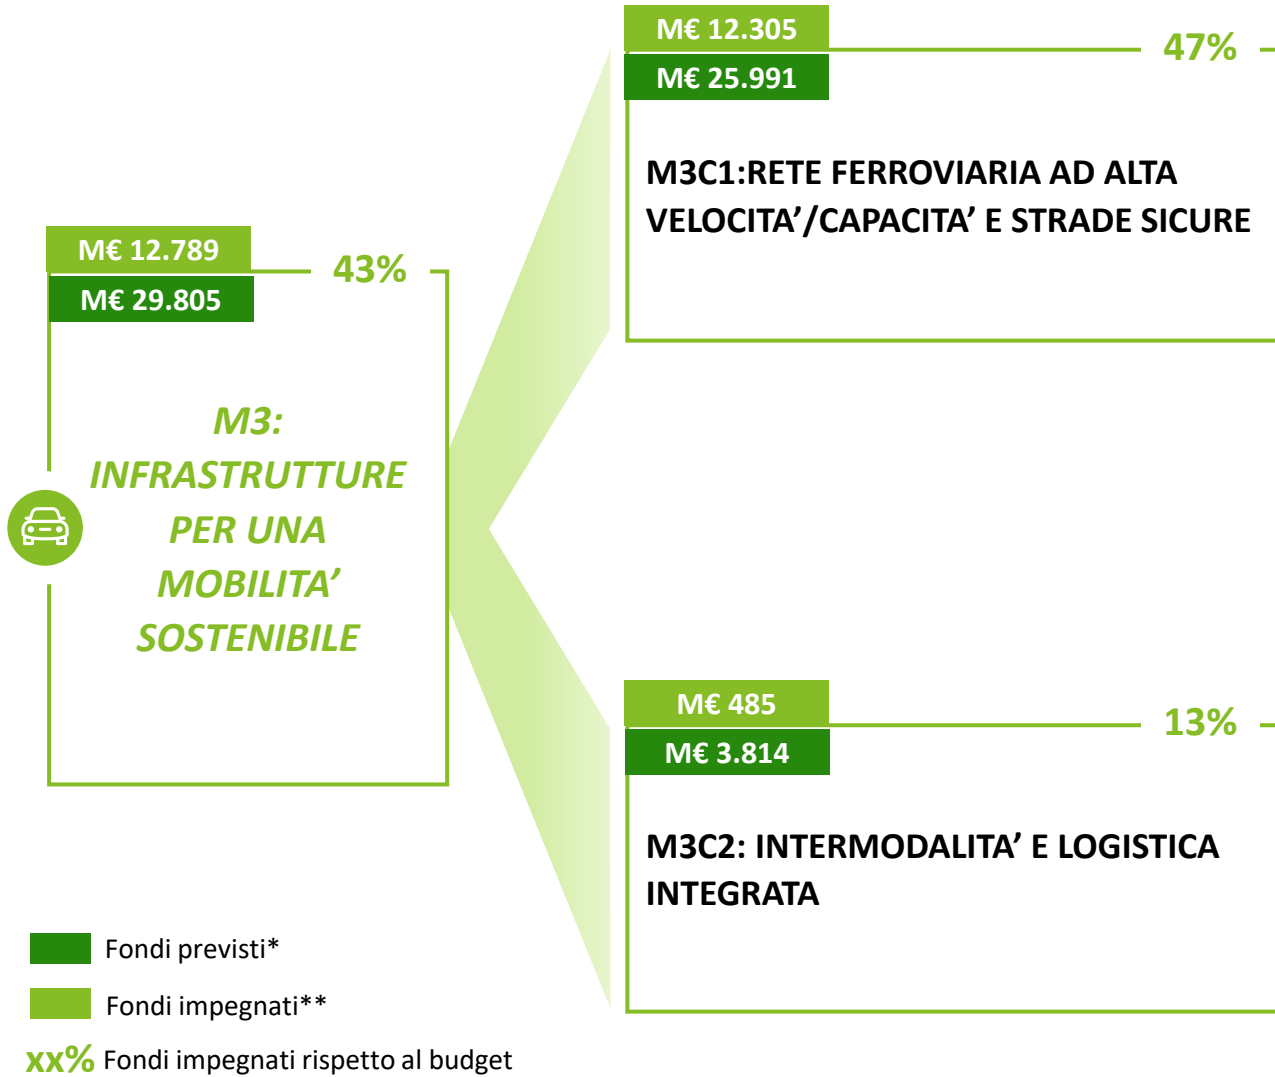 M€ 12.789
43%
M€ 29.805
M3:
INFRASTRUTTURE
PER UNA
MOBILITA’
SOSTENIBILE
M€ 12.305
47%
M€ 25.991
M3C1:RETE FERROVIARIA AD ALTA
VELOCITA’/CAPACITA’ E STRADE SICURE
M€ 485
13%
M€ 3.814
M3C2: INTERMODALITA’ E LOGISTICA
INTEGRATA
Fondi previsti*
Fondi impegnati**
xx% Fondi impegnati rispetto al budget